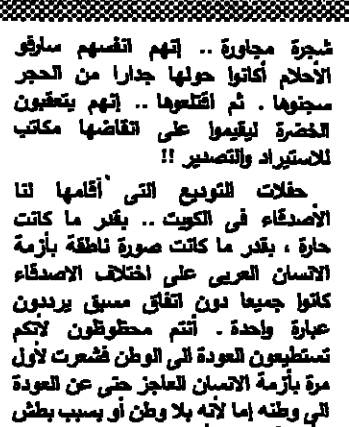 شجرة مجاورة .. إنهم انفسهم سارقو
الأحلام أكانوا حولها جدارا من الحجر
سجنوها . ثم اقتلعوها .. إنهم يتعقبون
الخضرة ليقيموا على انقاضها مكاتب
للاستيراد والتصدير !!
حفلات التوديع التى أقامها لنا
الأصدقاء فى الكويت .. بقدر ما كانت
حارة ، بقدر ما كانت صورة ناطقة بأزمة
الانسان العربى على اختلاف الاصدقاء
كانوا جميعا دون اتفاق مسبق يرددون
عبارة واحدة . أنتم محظوظون لأنكم
تستطيعون العودة الى الوطن فشعرت لأول
مرة بأزمة الانسان العاجز حتى عن العودة
الى وطنه إما لأنه بلا وطن أو بسبب بطش